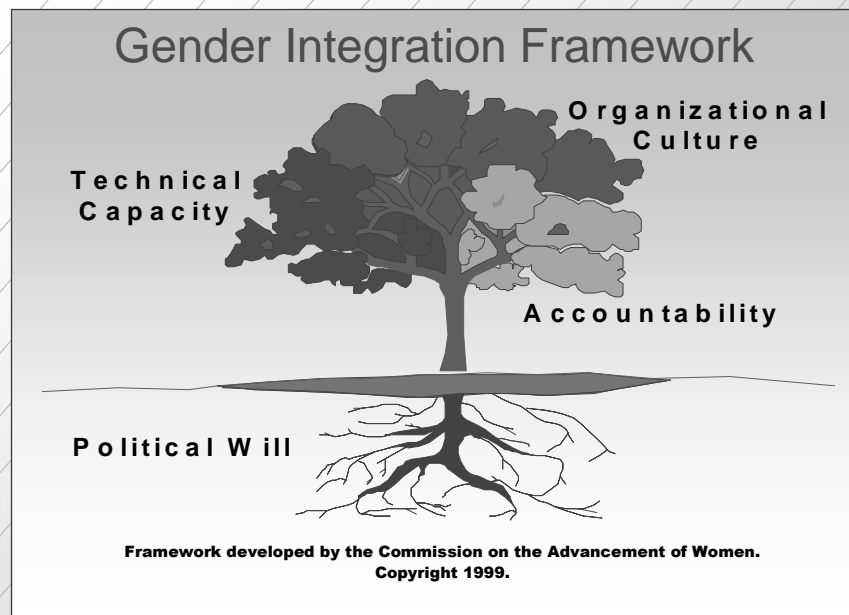 Gender Integration Framework
Organizational
Culture
Technical
Capacity
Accountability
Political Will
Framework developed by the Commission on the Advancement of Women.
Copyright 1999.